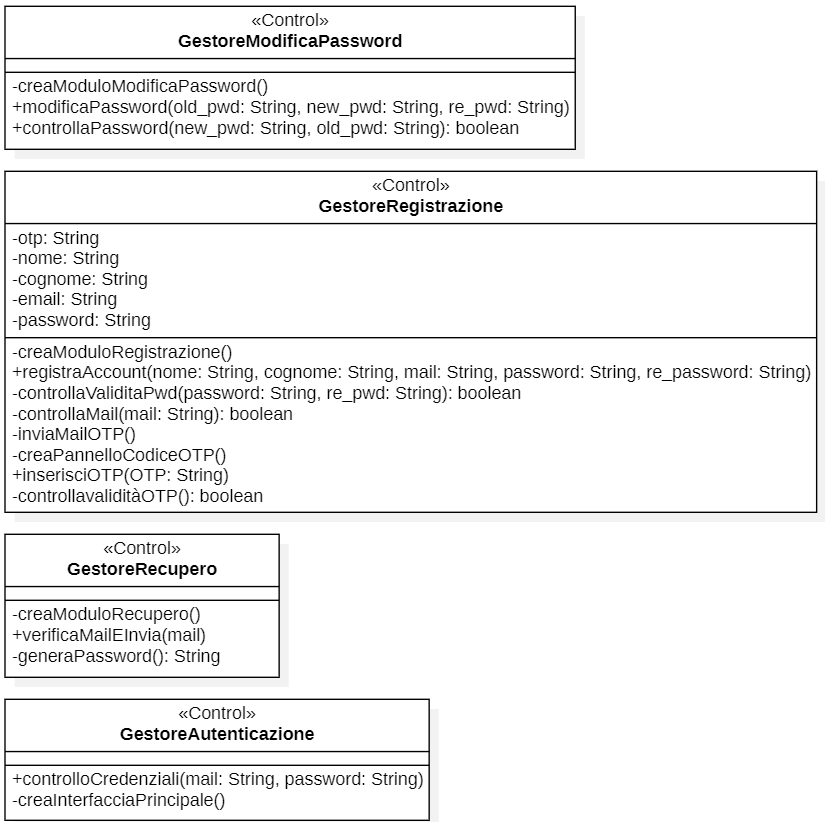 «Control»
GestoreModificaPassword
-creaModuloModificaPassword()
+modificaPassword(old_pwd: String, new_pwd: String, re_pwd: String)
+controllaPassword(new_pwd: String, old_pwd: String): boolean
«Control»
GestoreRegistrazione
-otp: String
-nome: String
-cognome: String
-email: String
-password: String
-creaModuloRegistrazione()
+registraAccount(nome: String, cognome: String, mail: String, password: String, re_password: String)
-controllaValiditaPwd(password: String, re_pwd: String): boolean
-controllaMail(mail: String): boolean
-inviaMailOTP()
-creaPannelloCodiceOTP()
+inserisciOTP(OTP: String)
-controllavaliditàOTP(): boolean
«Control»
GestoreRecupero
-creaModuloRecupero()
+verificaMailEInvia(mail)
-generaPassword(): String
«Control»
GestoreAutenticazione
+controlloCredenziali(mail: String, password: String)
-creaInterfacciaPrincipale()